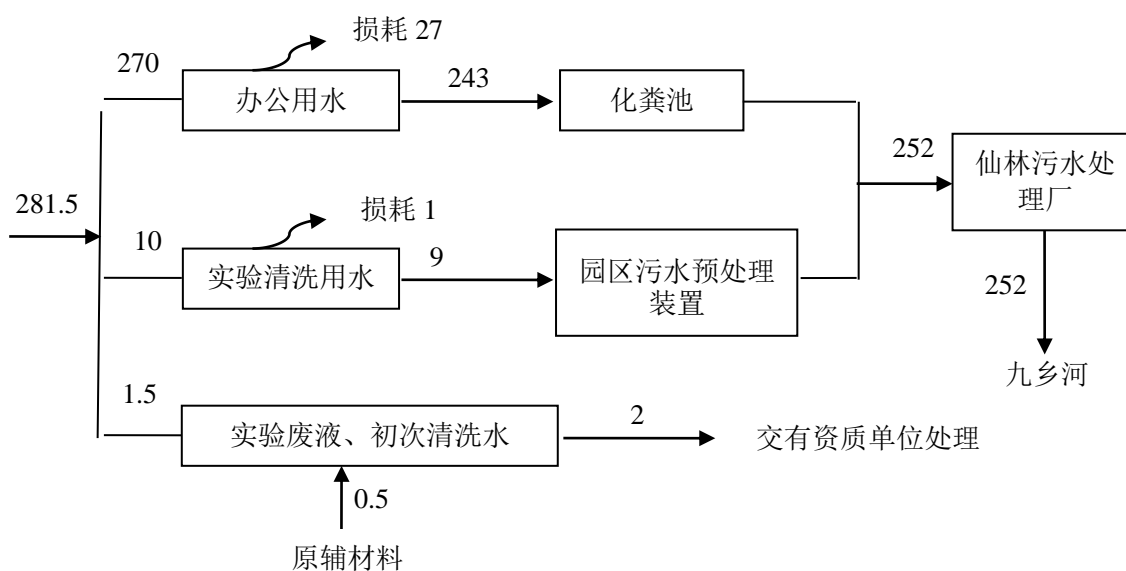 损耗 27
270
办公用水
243
化粪池
252
仙林污水处
理厂
281.5
损耗 1
10
实验清洗用水
9
园区污水预处理
装置
252
九乡河
1.5
实验废液、初次清洗水
2
交有资质单位处理
0.5
原辅材料